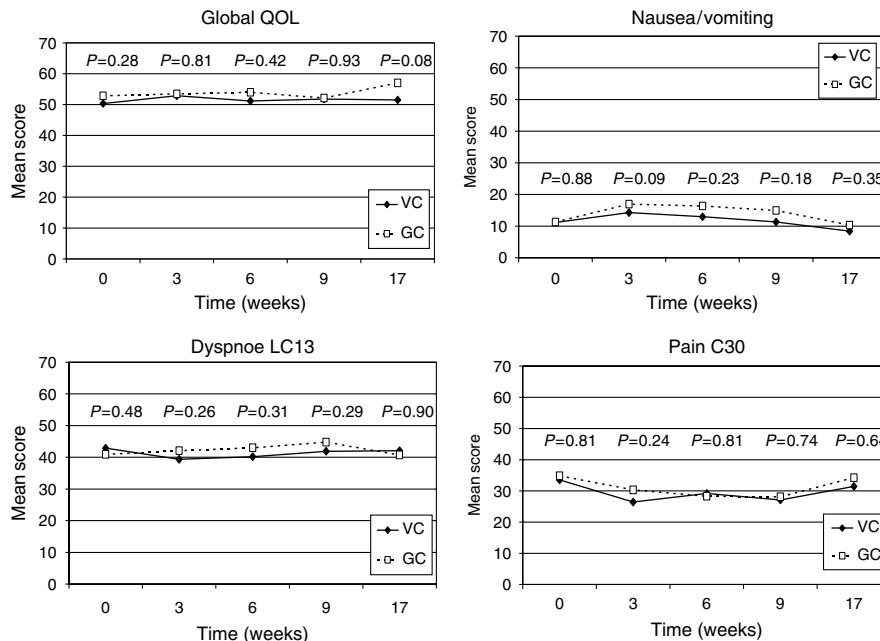 Global QOL
Mean score
70
60
50
40
30
20
10
0
P=0.28 P=0.81 P=0.42 P=0.93 P=0.08
VC
GC
0 3 6 9 17
Time (weeks)
Nausea/vomiting
Mean score
70
60
50
40
30
20
10
0
VC
GC
P=0.88 P=0.09 P=0.23 P=0.18 P=0.35
0 3 6 9 17
Time (weeks)
Dyspnoe LC13
Mean score
70
60
50
40
30
20
10
0
P=0.48 P=0.26 P=0.31 P=0.29 P=0.90
VC
GC
0 3 6 9 17
Time (weeks)
Pain C30
Mean score
70
60
50
40
30
20
10
0
P=0.81 P=0.24 P=0.81 P=0.74 P=0.64
VC
GC
0 3 6 9 17
Time (weeks)